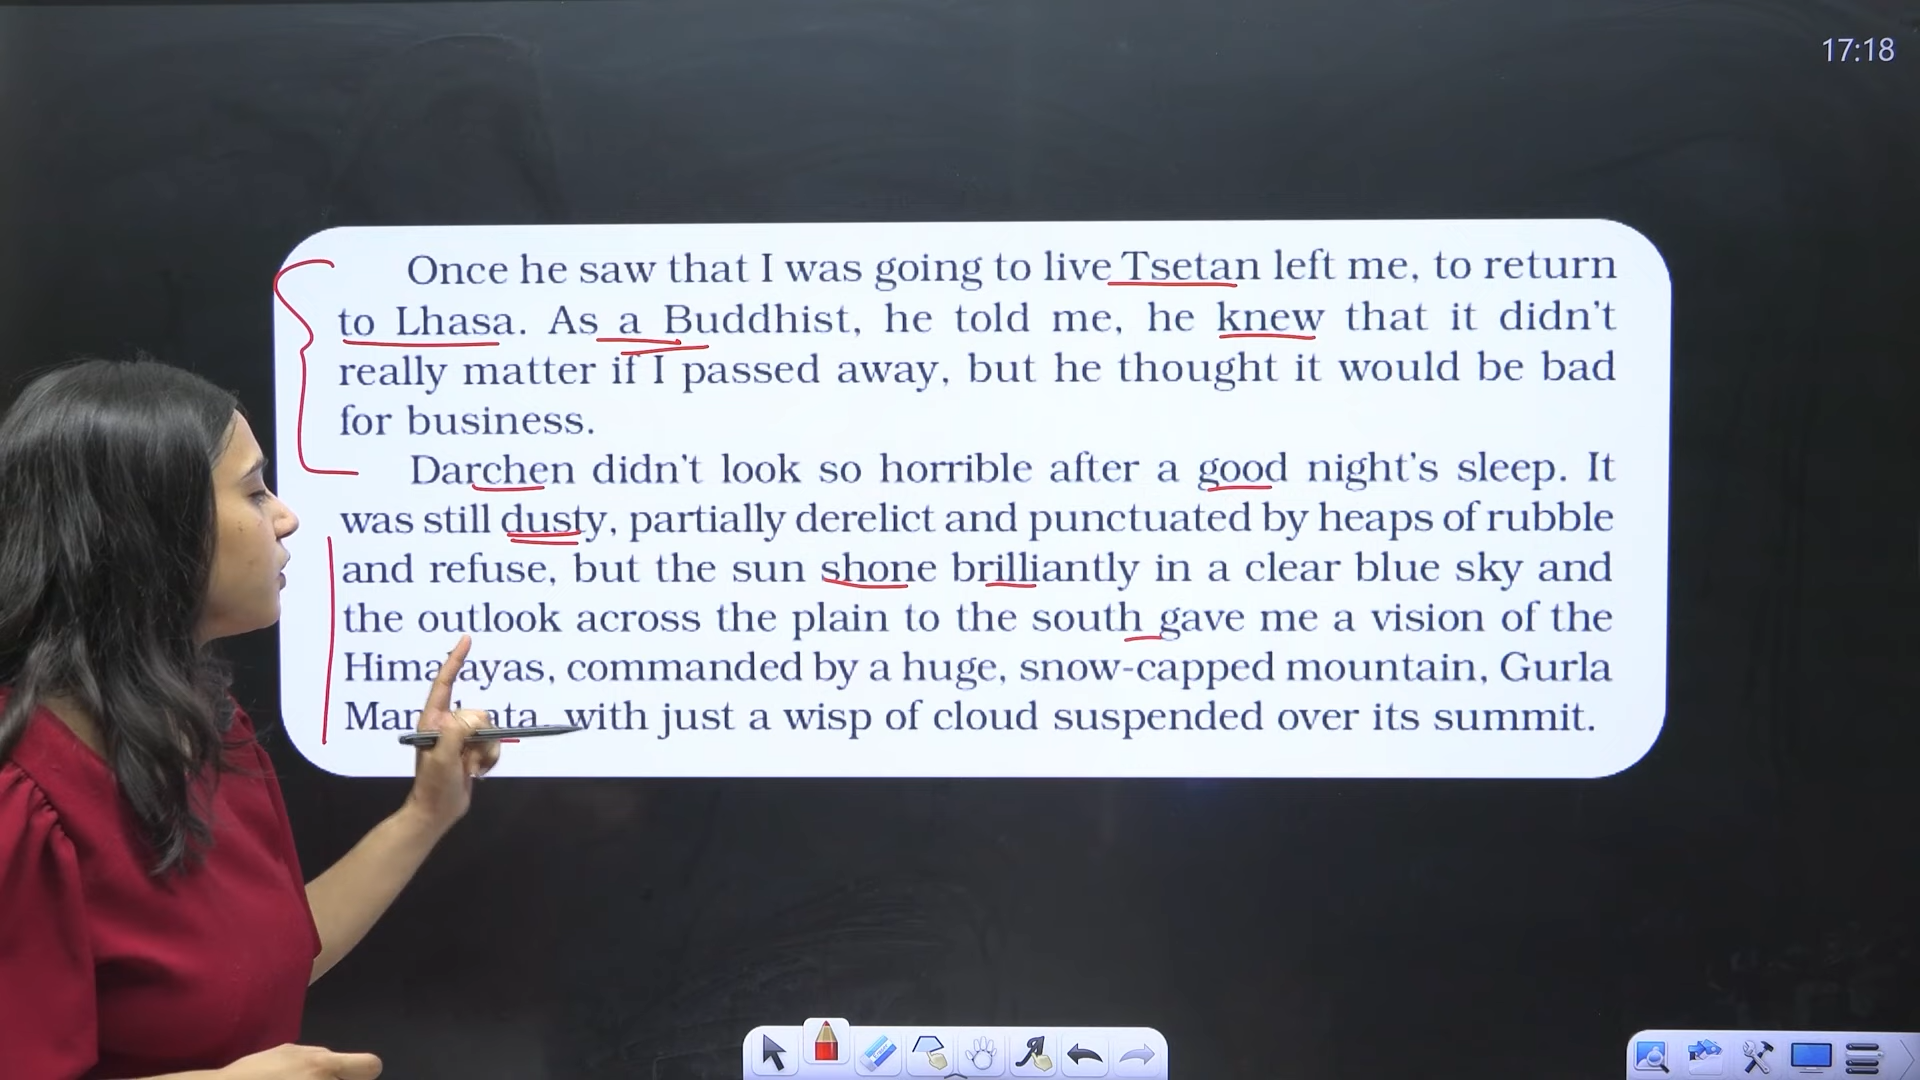 17:18
Once he saw that I was going to live Tsetan left me, to return
to Lhasa. As a Buddhist, he told me, he knew that it didn't
really matter if I passed away, but he thought it would be bad
for business.
Darchen didn't look so horrible after a good night's sleep. It
was still dusty, partially derelict and punctuated by heaps of rubble
and refuse, but the sun shone brilliantly in a clear blue sky and
the outlook across the plain to the south gave me a vision of the
Himalayas, commanded by a huge, snow-capped mountain, Gurla
with just a wisp of cloud suspended over its summit.